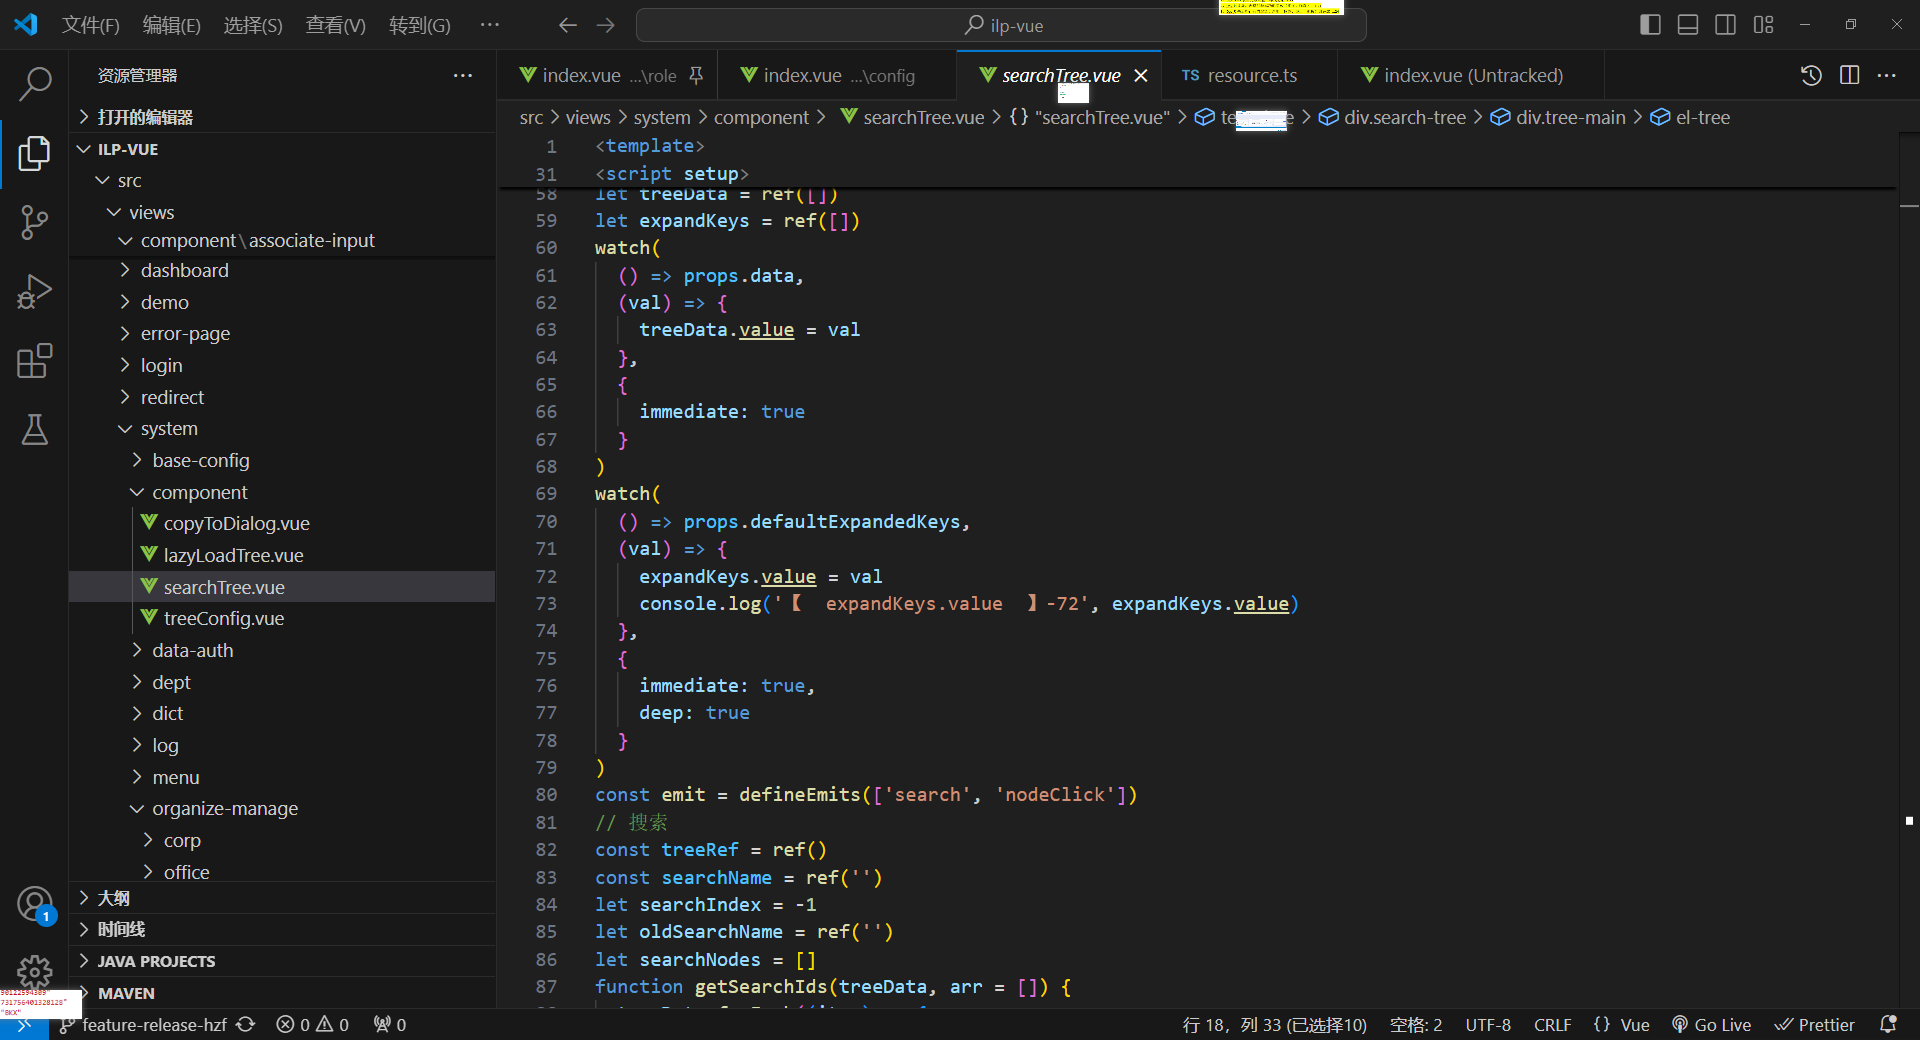 文件(F) 编辑(E) 选择(S) 查看(V) 转到(G) ··· ilp-vue
资源管理器 ···
index.vue ...\role index.vue ...\config searchTree.vue TS resource.ts index.vue (Untracked) ···
src > views > system > component > searchTree.vue > {} "searchTree.vue" > > div.search-tree > div.tree-main > el-tree
打开的编辑器
ILP-VUE
src
views
component\associate-input
dashboard
demo
error-page
login
redirect
system
base-config
component
copyToDialog.vue
lazyLoadTree.vue
searchTree.vue
treeConfig.vue
data-auth
dept
dict
log
menu
organize-manage
corp
office
大纲
时间线
JAVA PROJECTS
MAVEN
1
1 <template>
31 <script setup>
58 let treeData = ref([])
59 let expandKeys = ref([])
60 watch(
61 () => props.data,
62 (val) => {
63 treeData.value = val
64 },
65 {
66 immediate: true
67 }
68 )
69 watch(
70 () => props.defaultExpandedKeys,
71 (val) => {
72 expandKeys.value = val
73 console.log('【  expandKeys.value  】-72', expandKeys.value)
74 },
75 {
76 immediate: true,
77 deep: true
78 }
79 )
80 const emit = defineEmits(['search', 'nodeClick'])
81 // 搜索
82 const treeRef = ref()
83 const searchName = ref('')
84 let searchIndex = -1
85 let oldSearchName = ref('')
86 let searchNodes = []
87 function getSearchIds(treeData, arr = []) {
"BKX"
feature-release-hzf 0 0 0 行 18，列 33 (已选择10) 空格: 2 UTF-8 CRLF {} Vue Go Live Prettier